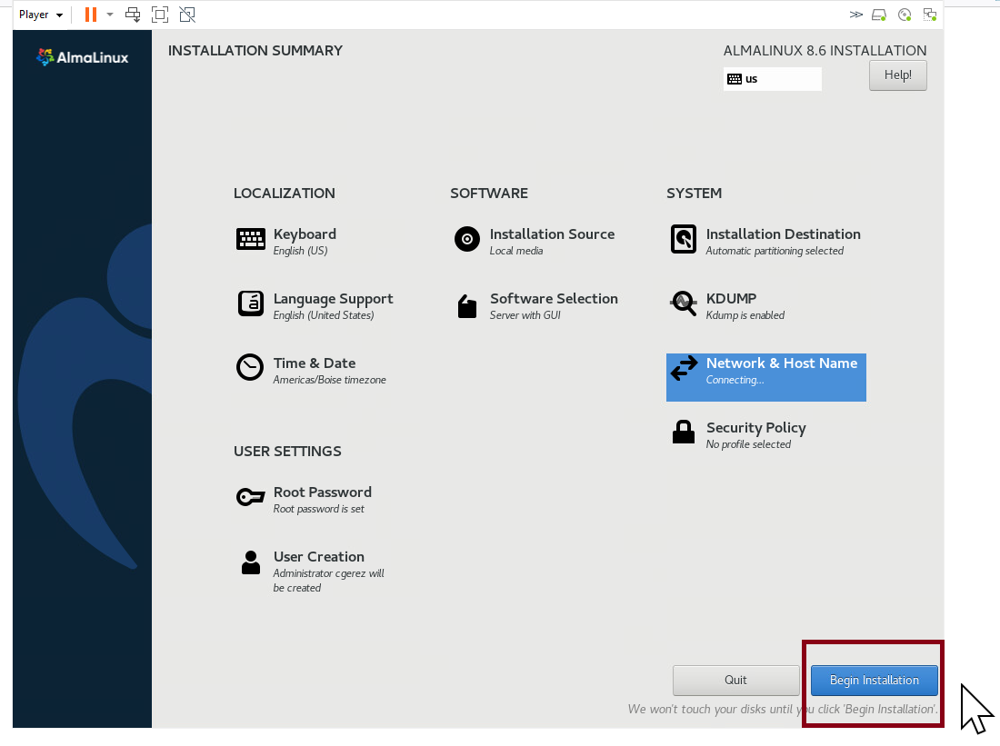 Player
AlmaLinux
INSTALLATION SUMMARY
ALMALINUX 8.6 INSTALLATION
us
Help!
LOCALIZATION
Keyboard
English (US)
Language Support
English (United States)
Time & Date
Americas/Boise timezone
SOFTWARE
Installation Source
Local media
Software Selection
Server with GUI
SYSTEM
Installation Destination
Automatic partitioning selected
KDUMP
Kdump is enabled
Network & Host Name
Connecting...
Security Policy
No profile selected
USER SETTINGS
Root Password
Root password is set
User Creation
Administrator cgerez will
be created
Quit
Begin Installation
We won't touch your disks until you click 'Begin Installation'.